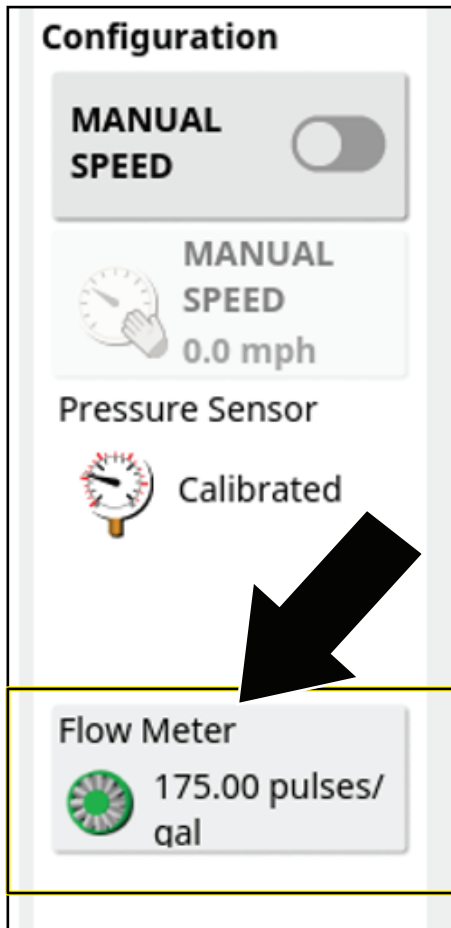 Configuration
MANUAL
SPEED
MANUAL
SPEED
0.0 mph
Pressure Sensor
Calibrated
Flow Meter
175.00 pulses/
gal